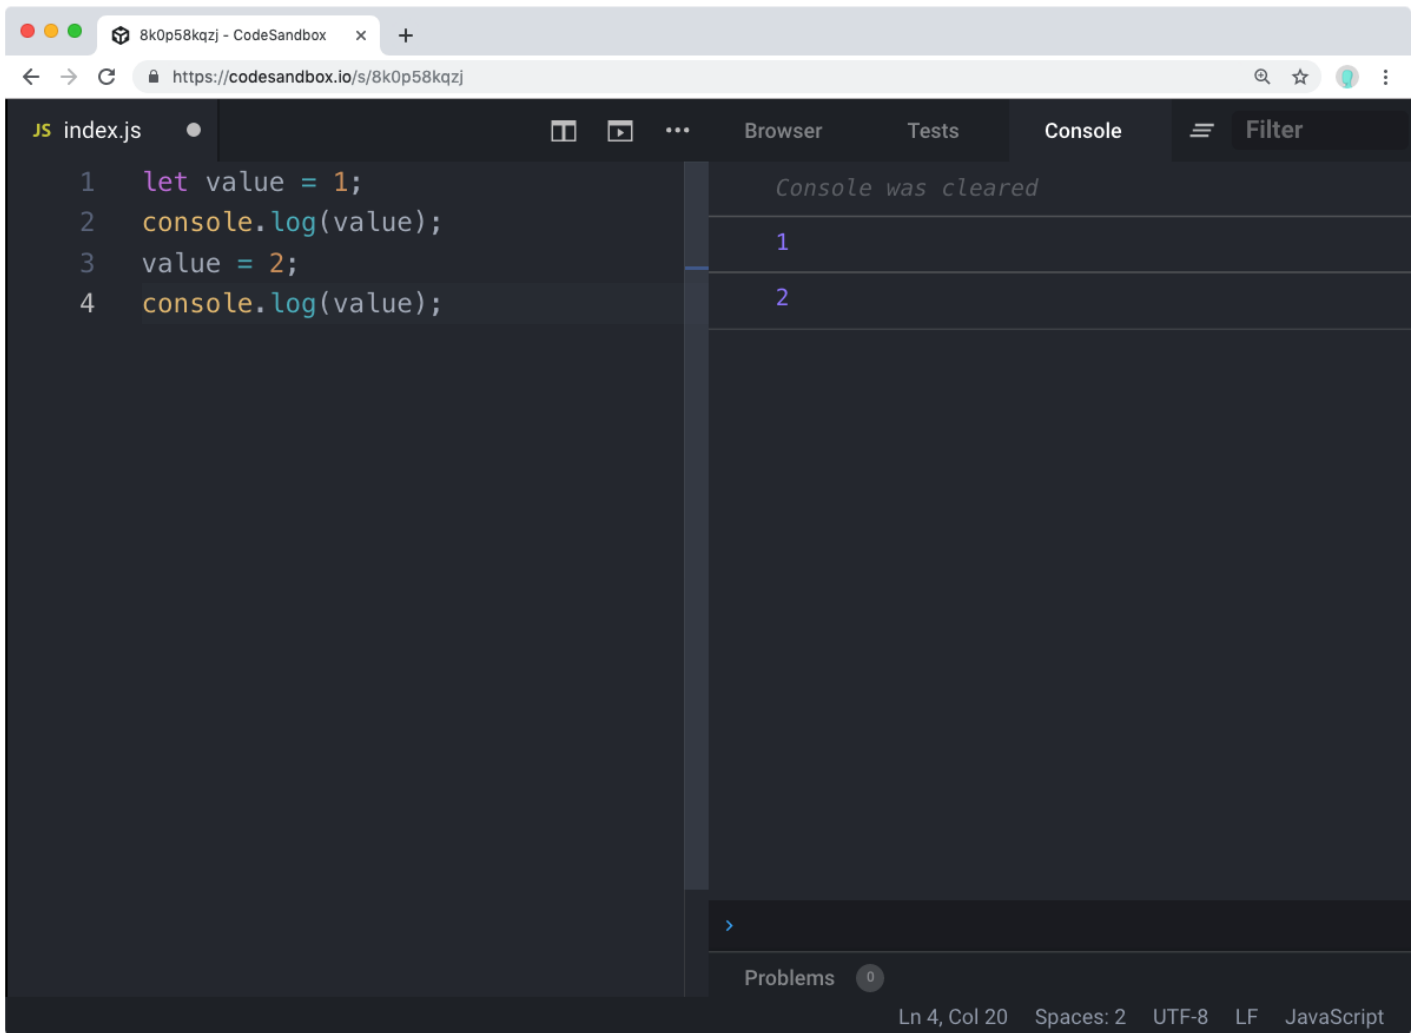 8k0p58kqzj - CodeSandbox
https://codesandbox.io/s/8k0p58kqzj
JS index.js
Browser Tests Console Filter
1 let value = 1;
2 console.log(value);
3 value = 2;
4 console.log(value);
Console was cleared
1
2
›
Problems 0
Ln 4, Col 20 Spaces: 2 UTF-8 LF JavaScript